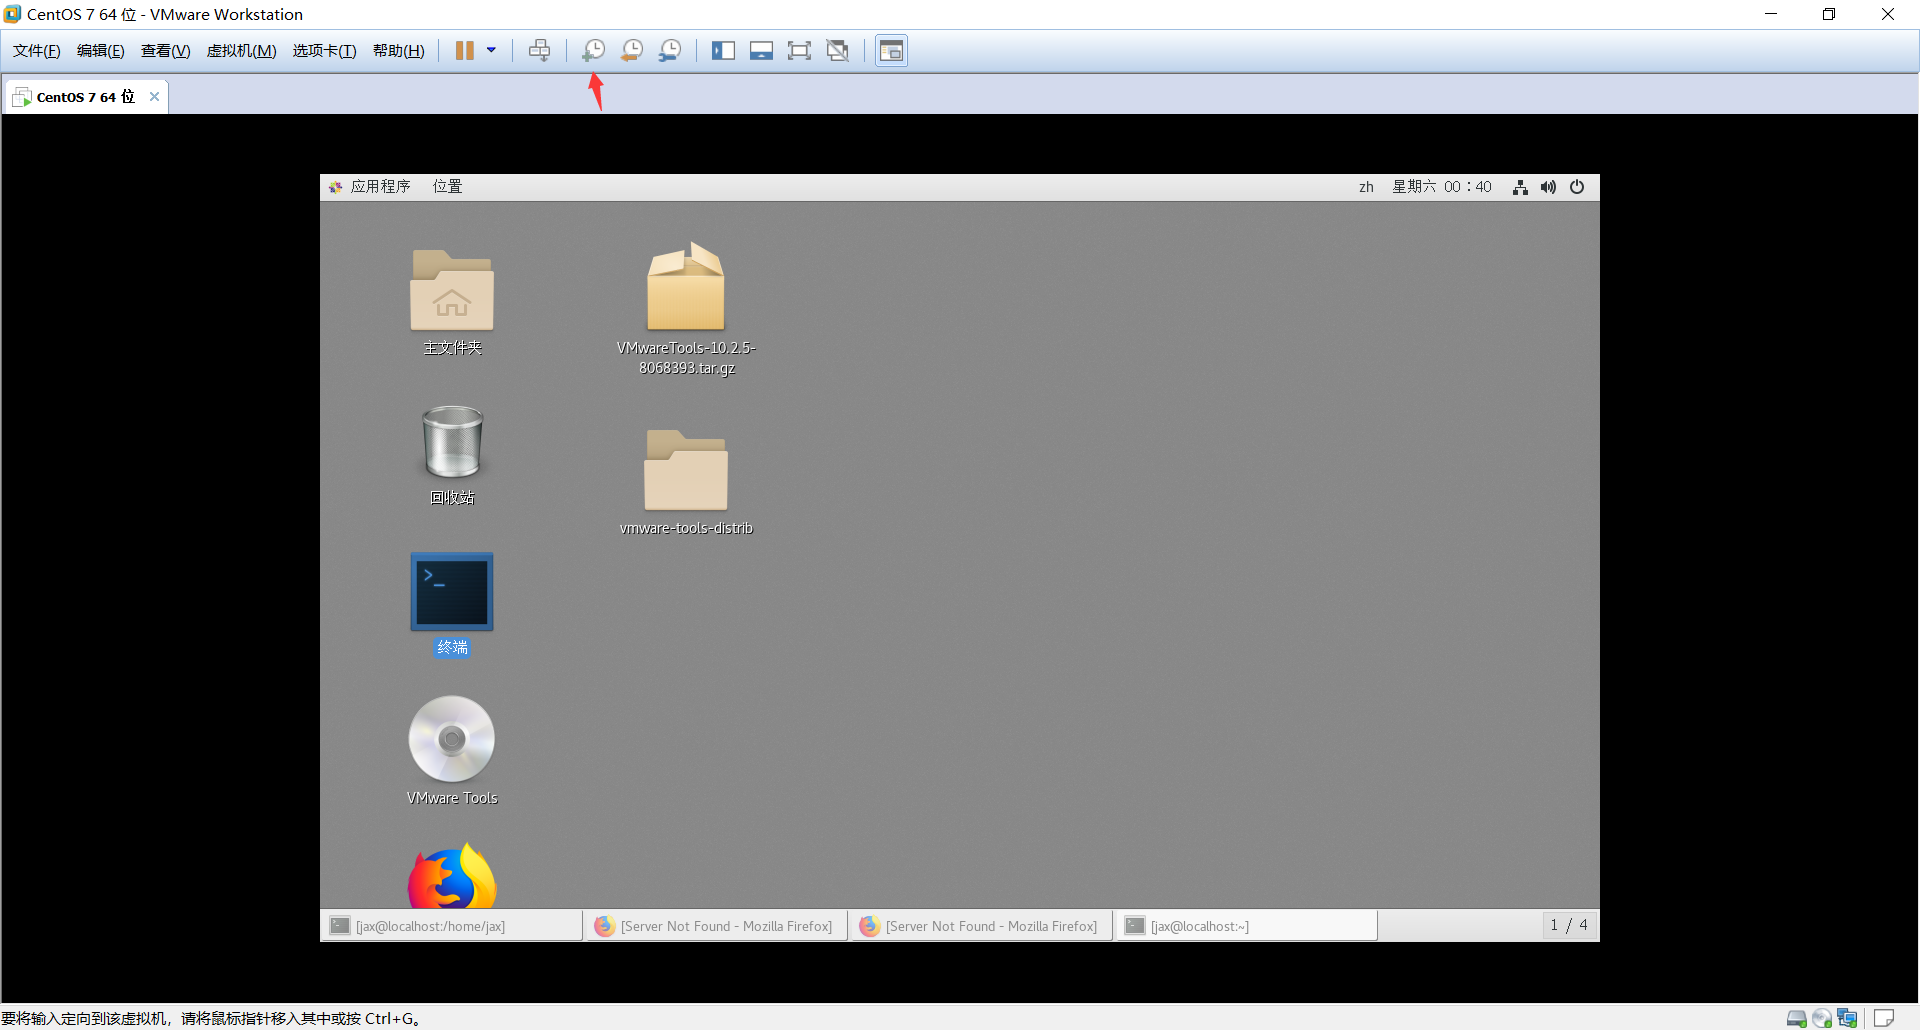 CentOS 7 64 位 - VMware Workstation
文件(F) 编辑(E) 查看(V) 虚拟机(M) 选项卡(T) 帮助(H)
CentOS 7 64 位
应用程序 位置 zh 星期六 00：40
主文件夹
VMwareTools-10.2.5-
8068393.tar.gz
回收站
vmware-tools-distrib
>_
终端
VMware Tools
[jax@localhost:/home/jax] [Server Not Found - Mozilla Firefox] [Server Not Found - Mozilla Firefox] [jax@localhost:~] 1 / 4
要将输入定向到该虚拟机，请将鼠标指针移入其中或按 Ctrl+G。